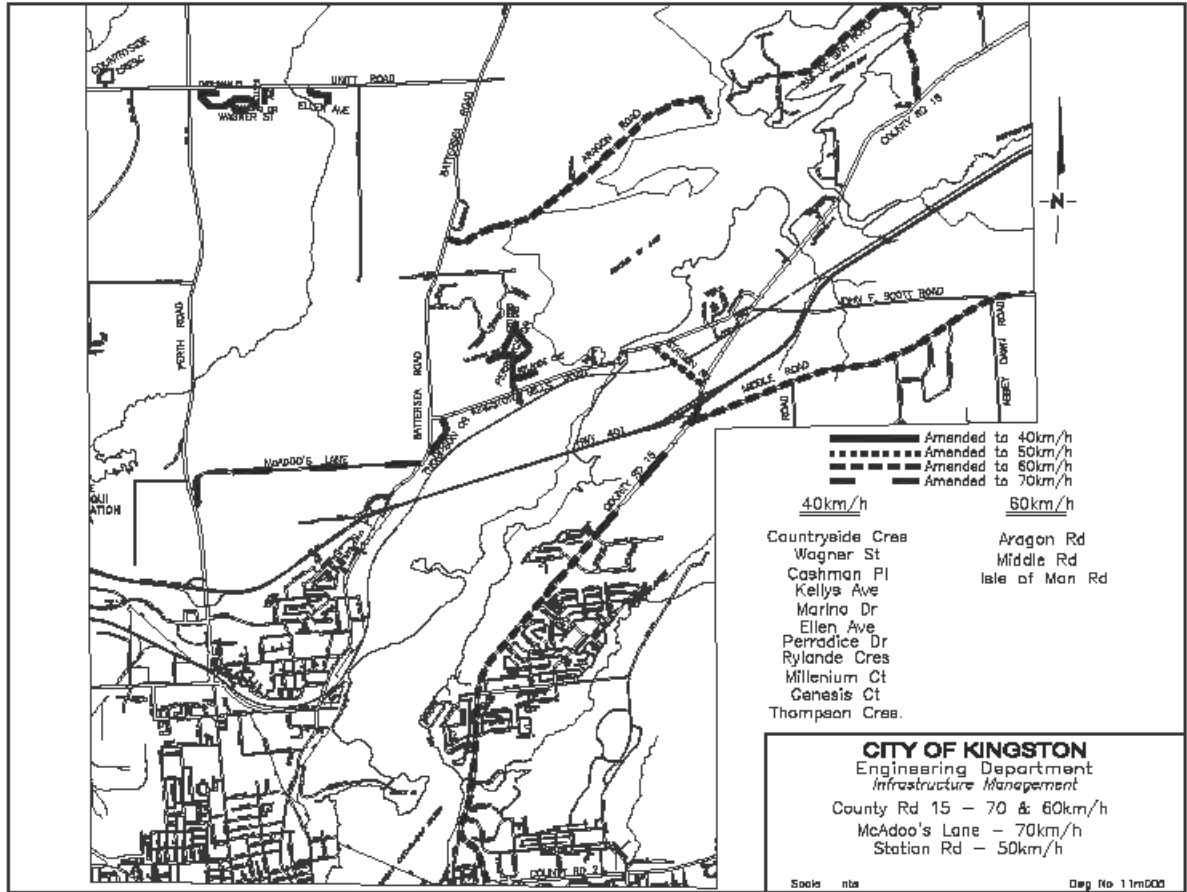 COUNTRYSIDE
CRESC
UNITT ROAD
ELLEN AVE
WAGNER ST
BATTERSEA ROAD
ARAGON ROAD
COUNTY RD 15
N
PERTH ROAD
BATTERSEA ROAD
JOHN F. SCOTT ROAD
MIDDLE ROAD
ROAD
ABBEY DAWN ROAD
McADOO'S LANE
HWY 401
COUNTY RD 15
COUNTY RD 2
Amended to 40km/h
Amended to 50km/h
Amended to 60km/h
Amended to 70km/h
40km/h
Countryside Cres
Wagner St
Cashman Pl
Kellys Ave
Marino Dr
Ellen Ave
Perradice Dr
Rylande Cres
Millenium Ct
Genesis Ct
Thompson Cres.
60km/h
Aragon Rd
Middle Rd
Isle of Man Rd
CITY OF KINGSTON
Engineering Department
Infrastructure Management
County Rd 15 - 70 & 60km/h
McAdoo's Lane - 70km/h
Station Rd - 50km/h
Scale nts
Dwg No 11m006